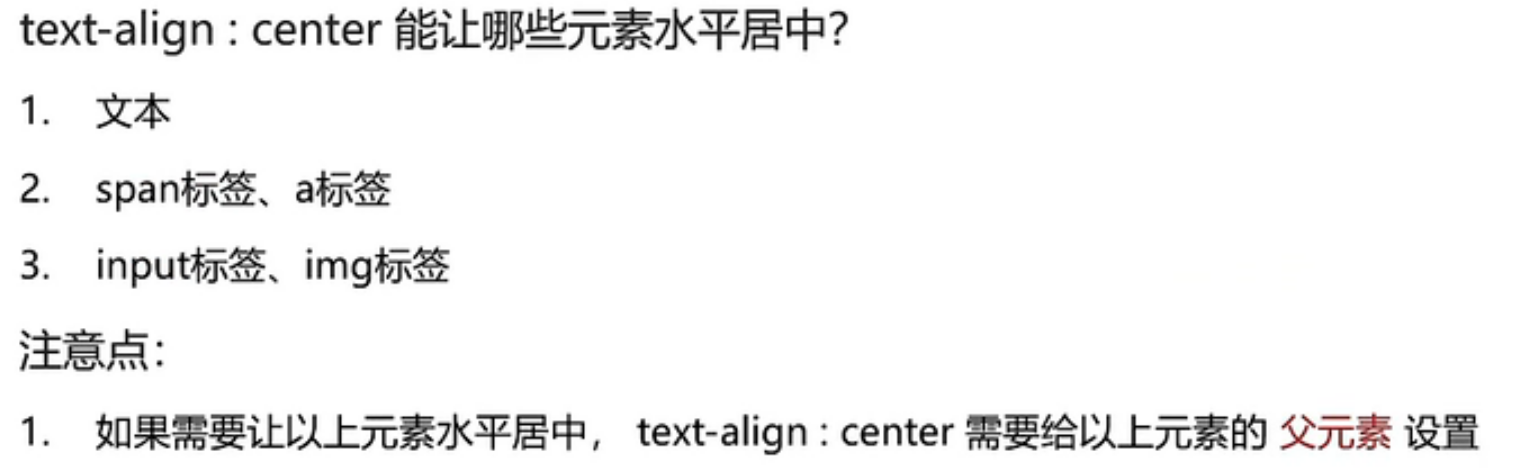 text-align : center 能让哪些元素水平居中？
1. 文本
2. span标签、a标签
3. input标签、img标签
注意点：
1. 如果需要让以上元素水平居中， text-align : center 需要给以上元素的 父元素 设置